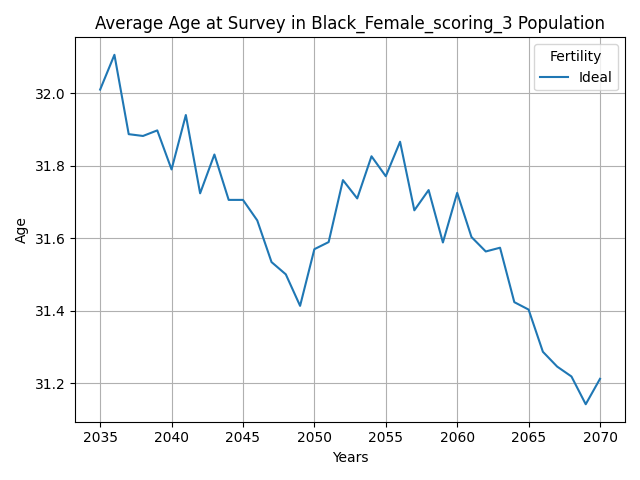 Average Age at Survey in Black_Female_scoring_3 Population
Fertility
Ideal
32.0
31.8
31.6
31.4
31.2
Age
2035 2040 2045 2050 2055 2060 2065 2070
Years